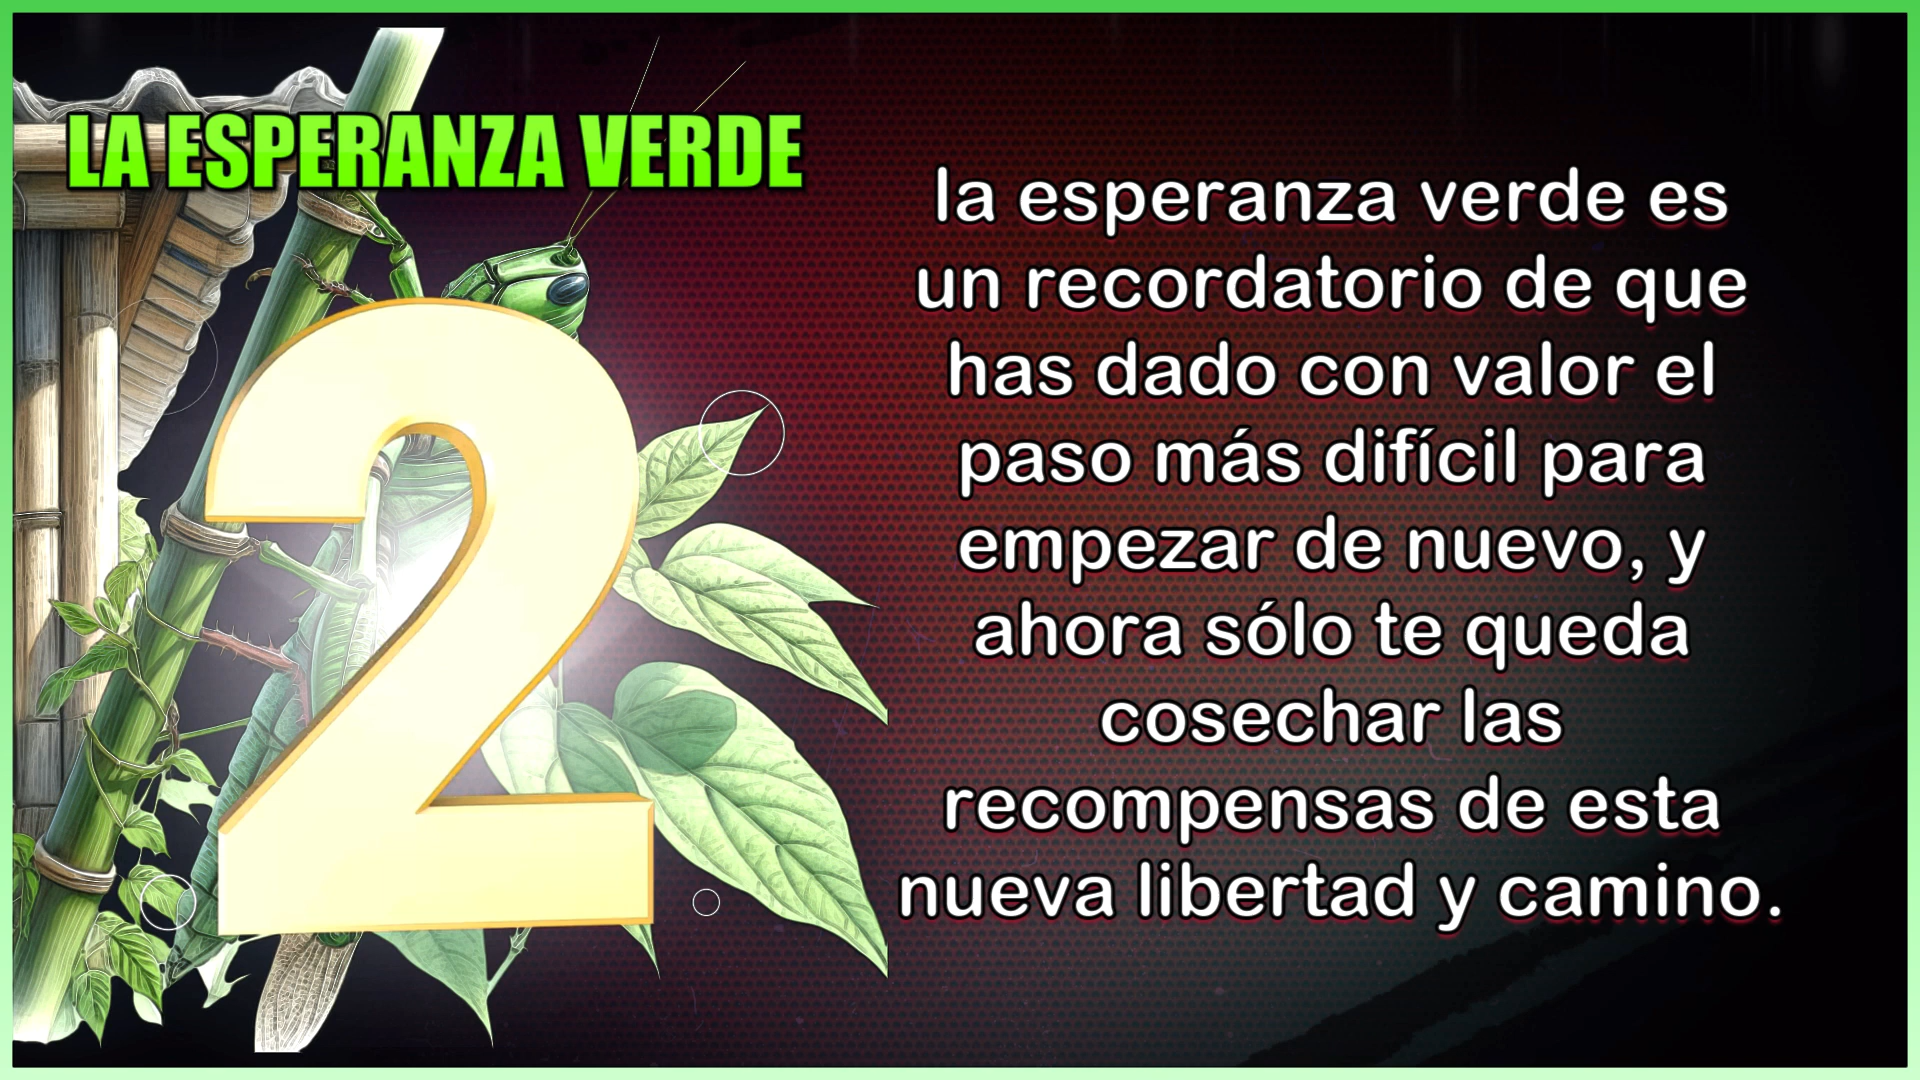 LA ESPERANZA VERDE
2
la esperanza verde es
un recordatorio de que
has dado con valor el
paso más difícil para
empezar de nuevo, y
ahora sólo te queda
cosechar las
recompensas de esta
nueva libertad y camino.